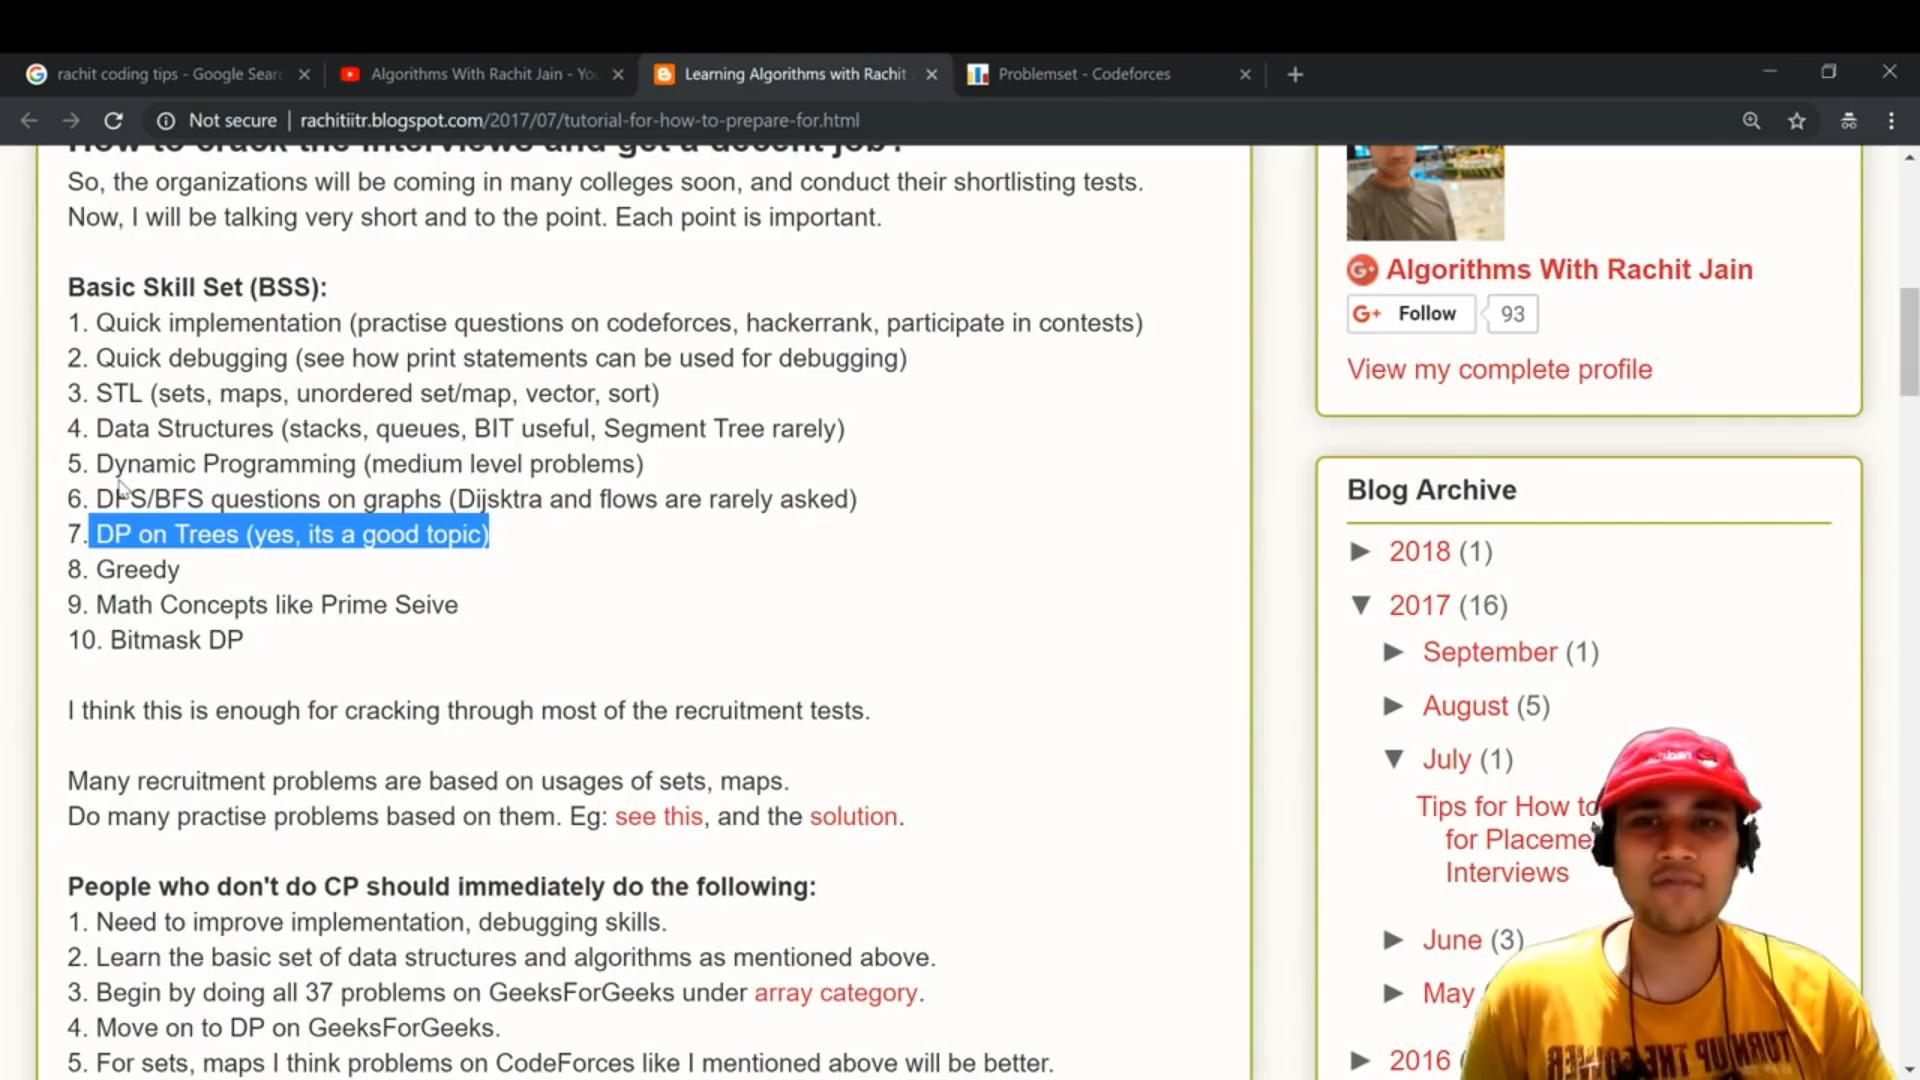 rachit coding tips - Google Searc
Algorithms With Rachit Jain - Yo
Learning Algorithms with Rachit
Problemset - Codeforces
Not secure | rachitiitr.blogspot.com/2017/07/tutorial-for-how-to-prepare-for.html
How to crack the interviews and get a decent job?
So, the organizations will be coming in many colleges soon, and conduct their shortlisting tests.
Now, I will be talking very short and to the point. Each point is important.
Basic Skill Set (BSS):
1. Quick implementation (practise questions on codeforces, hackerrank, participate in contests)
2. Quick debugging (see how print statements can be used for debugging)
3. STL (sets, maps, unordered set/map, vector, sort)
4. Data Structures (stacks, queues, BIT useful, Segment Tree rarely)
5. Dynamic Programming (medium level problems)
6. DFS/BFS questions on graphs (Dijsktra and flows are rarely asked)
7. DP on Trees (yes, its a good topic)
8. Greedy
9. Math Concepts like Prime Seive
10. Bitmask DP
I think this is enough for cracking through most of the recruitment tests.
Many recruitment problems are based on usages of sets, maps.
Do many practise problems based on them. Eg: see this, and the solution.
People who don't do CP should immediately do the following:
1. Need to improve implementation, debugging skills.
2. Learn the basic set of data structures and algorithms as mentioned above.
3. Begin by doing all 37 problems on GeeksForGeeks under array category.
4. Move on to DP on GeeksForGeeks.
5. For sets, maps I think problems on CodeForces like I mentioned above will be better.
G+ Algorithms With Rachit Jain
G+ Follow 93
View my complete profile
Blog Archive
► 2018 (1)
▼ 2017 (16)
► September (1)
► August (5)
▼ July (1)
Tips for How to
for Placeme
Interviews
► June (3)
► May
► 2016
TURN UP THE POWER